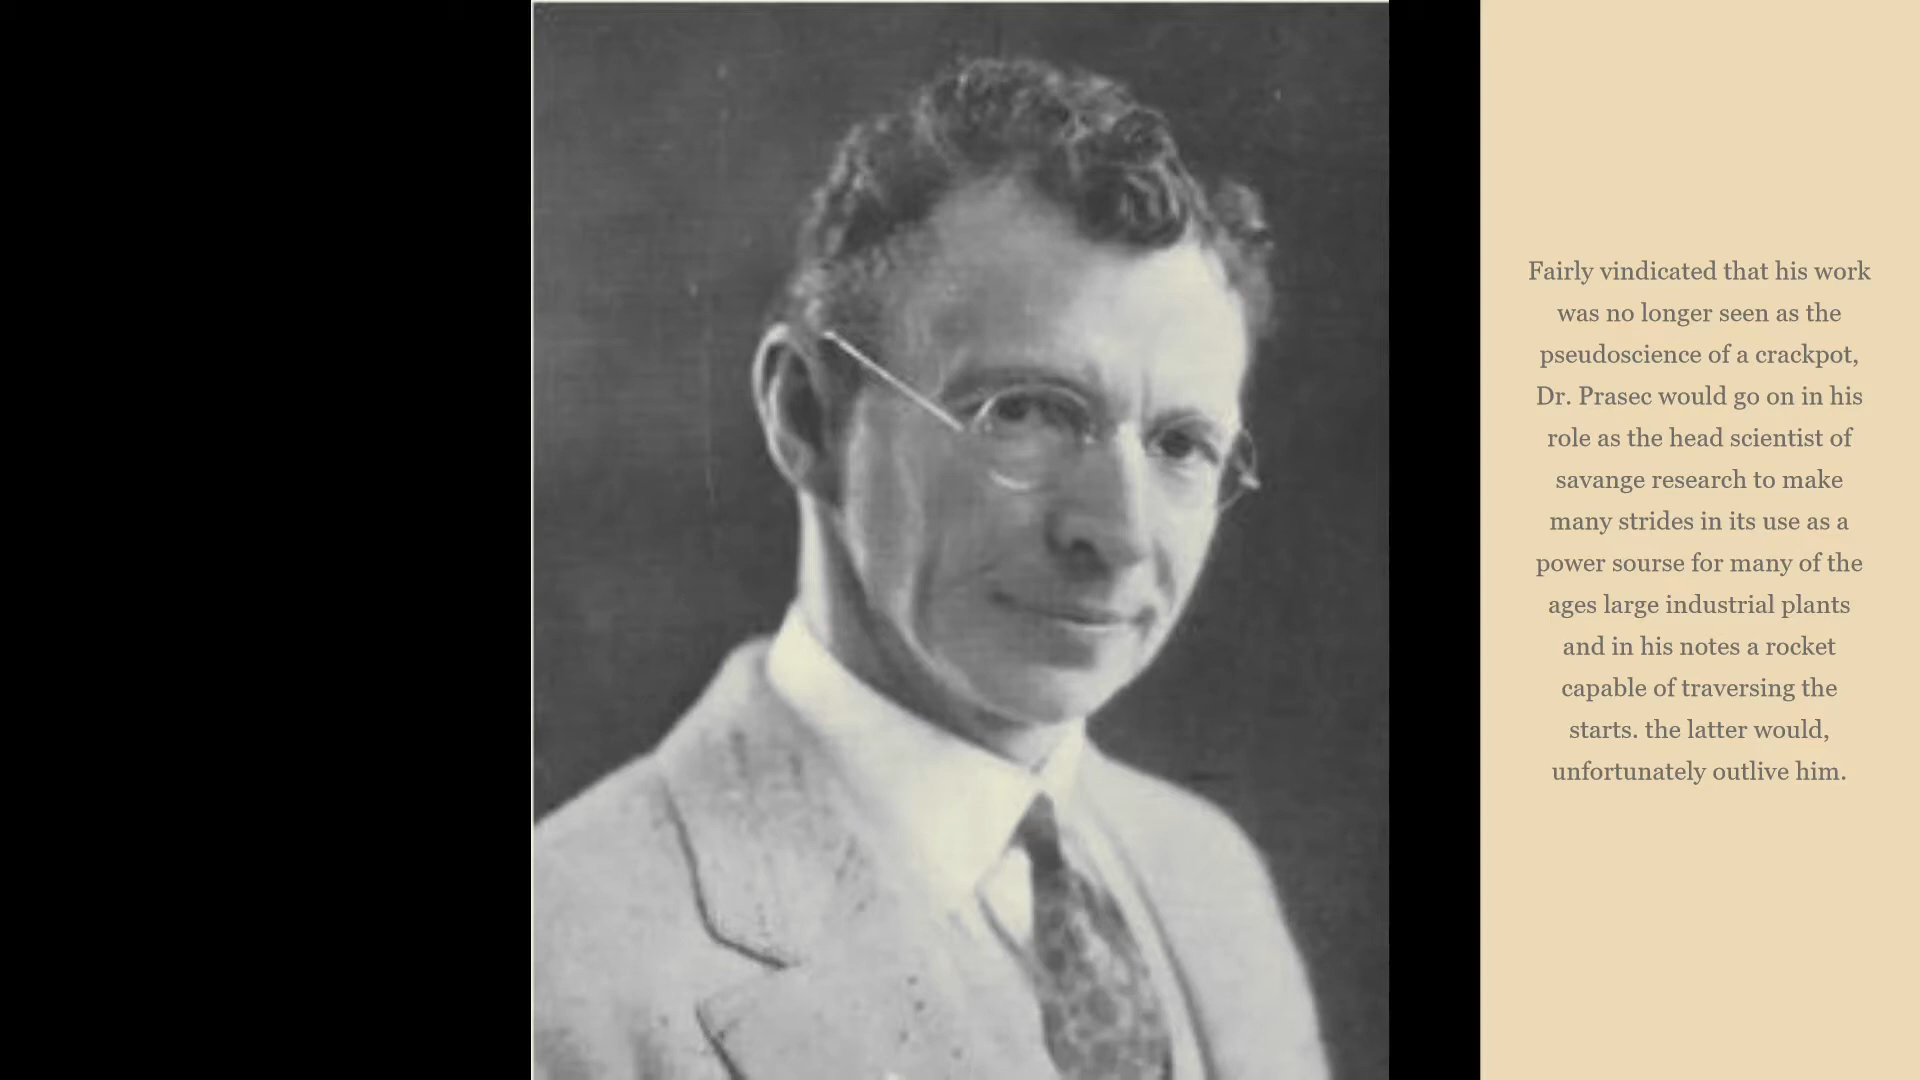 Fairly vindicated that his work
was no longer seen as the
pseudoscience of a crackpot,
Dr. Prasec would go on in his
role as the head scientist of
savange research to make
many strides in its use as a
power sourse for many of the
ages large industrial plants
and in his notes a rocket
capable of traversing the
starts. the latter would,
unfortunately outlive him.